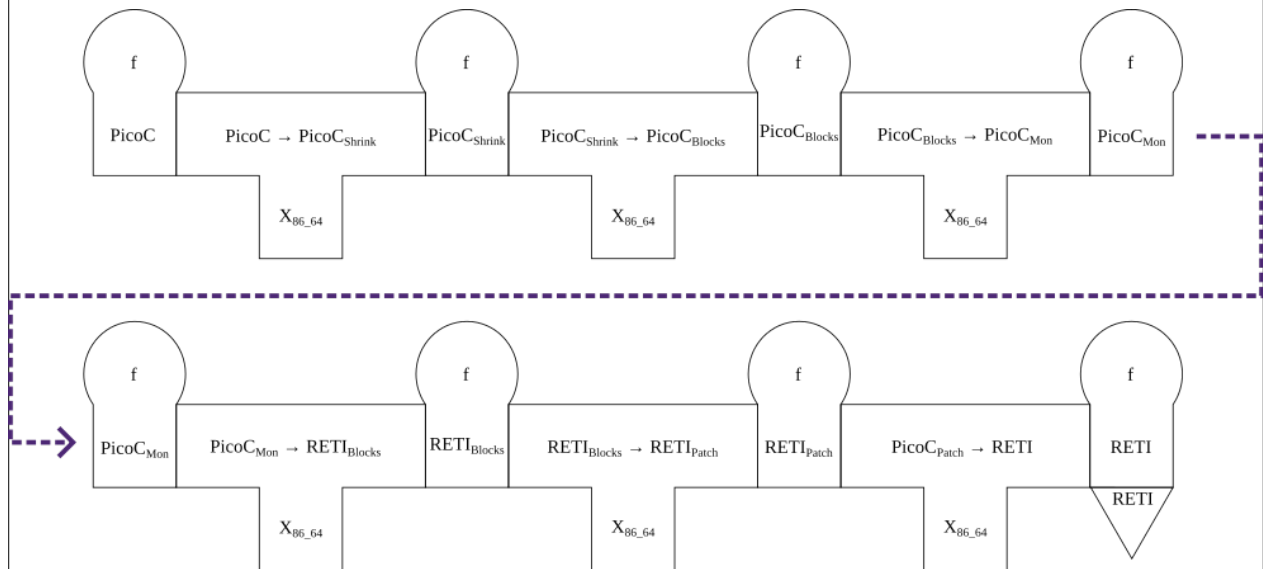 f f f f
PicoC PicoC → PicoC_Shrink PicoC_Shrink PicoC_Shrink → PicoC_Blocks PicoC_Blocks PicoC_Blocks → PicoC_Mon PicoC_Mon
X_86_64 X_86_64 X_86_64
f f f f
PicoC_Mon PicoC_Mon → RETI_Blocks RETI_Blocks RETI_Blocks → RETI_Patch RETI_Patch PicoC_Patch → RETI RETI
X_86_64 X_86_64 X_86_64 RETI